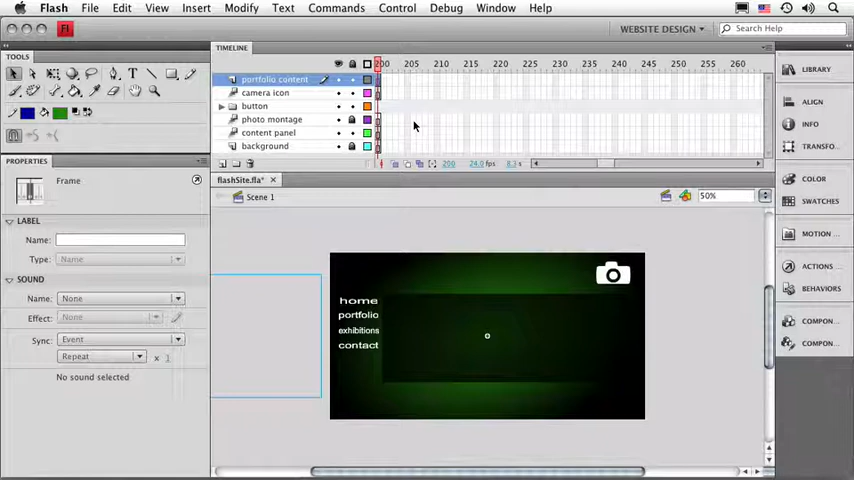 Flash File Edit View Insert Modify Text Commands Control Debug Window Help
Fl WEBSITE DESIGN Search Help
TOOLS
TIMELINE
200 205 210 215 220 225 230 235 240 245 250 255 260
portfolio content
camera icon
button
photo montage
content panel
background
200 24.0 fps 8.3 s
PROPERTIES
Frame
LABEL
Name:
Type: Name
SOUND
Name: None
Effect: None
Sync: Event
Repeat x 1
No sound selected
flashSite.fla*
Scene 1
50%
home
portfolio
exhibitions
contact
LIBRARY
ALIGN
INFO
TRANSFO...
COLOR
SWATCHES
MOTION ...
ACTIONS ...
BEHAVIORS
COMPON...
COMPON...